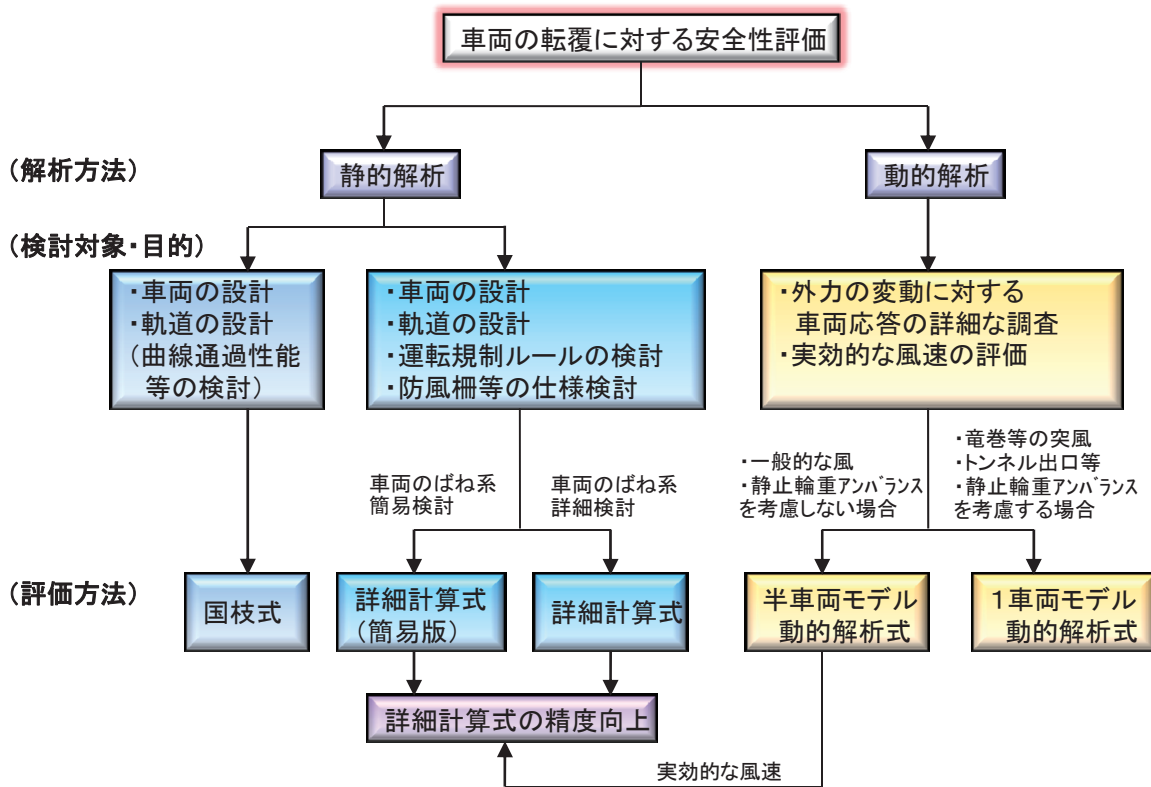 車両の転覆に対する安全性評価
(解析方法)
静的解析
動的解析
(検討対象・目的)
・車両の設計
・軌道の設計
(曲線通過性能
等の検討)
・車両の設計
・軌道の設計
・運転規制ルールの検討
・防風柵等の仕様検討
・外力の変動に対する
車両応答の詳細な調査
・実効的な風速の評価
車両のばね系
簡易検討
車両のばね系
詳細検討
・一般的な風
・静止輪重ｱﾝﾊﾞﾗﾝｽ
を考慮しない場合
・竜巻等の突風
・トンネル出口等
・静止輪重ｱﾝﾊﾞﾗﾝｽ
を考慮する場合
(評価方法)
国枝式
詳細計算式
(簡易版)
詳細計算式
半車両モデル
動的解析式
１車両モデル
動的解析式
詳細計算式の精度向上
実効的な風速